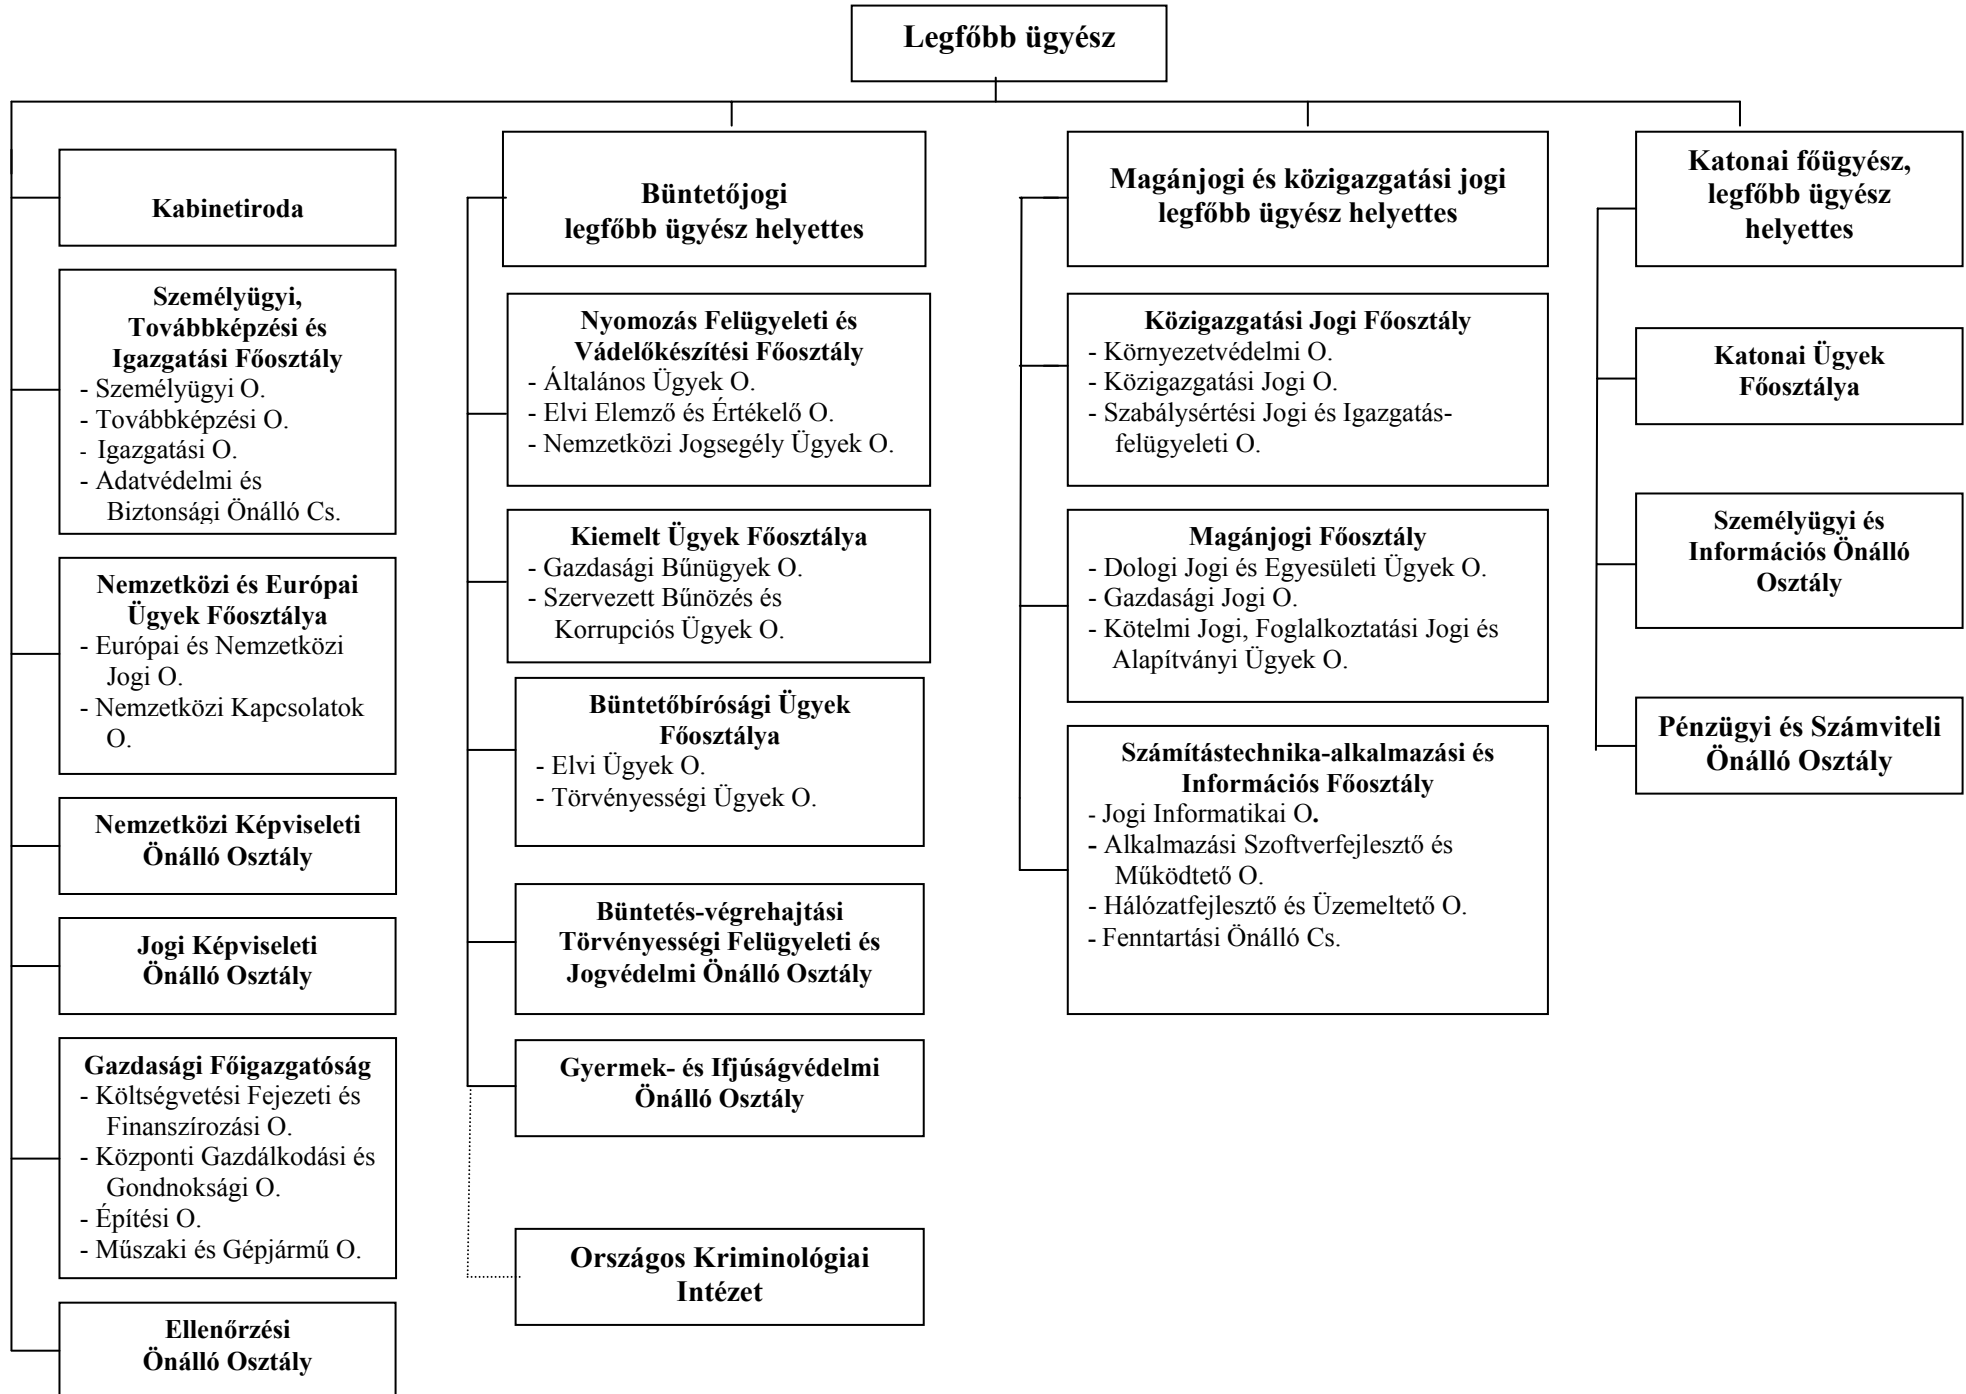 Legfőbb ügyész
Kabinetiroda
Személyügyi,
Továbbképzési és
Igazgatási Főosztály
- Személyügyi O.
- Továbbképzési O.
- Igazgatási O.
- Adatvédelmi és
Biztonsági Önálló Cs.
Nemzetközi és Európai
Ügyek Főosztálya
- Európai és Nemzetközi
Jogi O.
- Nemzetközi Kapcsolatok
O.
Nemzetközi Képviseleti
Önálló Osztály
Jogi Képviseleti
Önálló Osztály
Gazdasági Főigazgatóság
- Költségvetési Fejezeti és
Finanszírozási O.
- Központi Gazdálkodási és
Gondnoksági O.
- Építési O.
- Műszaki és Gépjármű O.
Ellenőrzési
Önálló Osztály
Büntetőjogi
legfőbb ügyész helyettes
Nyomozás Felügyeleti és
Vádelőkészítési Főosztály
- Általános Ügyek O.
- Elvi Elemző és Értékelő O.
- Nemzetközi Jogsegély Ügyek O.
Kiemelt Ügyek Főosztálya
- Gazdasági Bűnügyek O.
- Szervezett Bűnözés és
Korrupciós Ügyek O.
Büntetőbírósági Ügyek
Főosztálya
- Elvi Ügyek O.
- Törvényességi Ügyek O.
Büntetés-végrehajtási
Törvényességi Felügyeleti és
Jogvédelmi Önálló Osztály
Gyermek- és Ifjúságvédelmi
Önálló Osztály
Országos Kriminológiai
Intézet
Magánjogi és közigazgatási jogi
legfőbb ügyész helyettes
Közigazgatási Jogi Főosztály
- Környezetvédelmi O.
- Közigazgatási Jogi O.
- Szabálysértési Jogi és Igazgatás-
felügyeleti O.
Magánjogi Főosztály
- Dologi Jogi és Egyesületi Ügyek O.
- Gazdasági Jogi O.
- Kötelmi Jogi, Foglalkoztatási Jogi és
Alapítványi Ügyek O.
Számítástechnika-alkalmazási és
Információs Főosztály
- Jogi Informatikai O.
- Alkalmazási Szoftverfejlesztő és
Működtető O.
- Hálózatfejlesztő és Üzemeltető O.
- Fenntartási Önálló Cs.
Katonai főügyész,
legfőbb ügyész
helyettes
Katonai Ügyek
Főosztálya
Személyügyi és
Információs Önálló
Osztály
Pénzügyi és Számviteli
Önálló Osztály